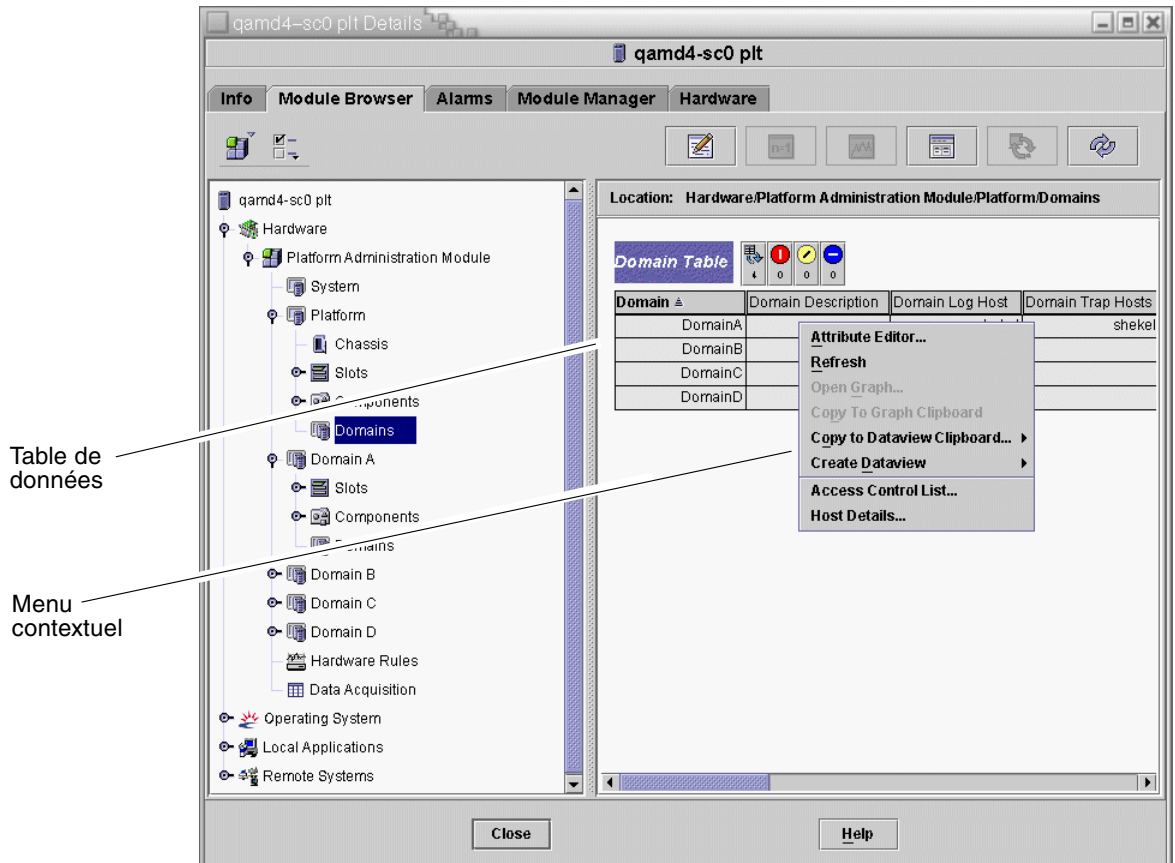 qamd4-sc0 plt Details
qamd4-sc0 plt
Info Module Browser Alarms Module Manager Hardware
n=1
qamd4-sc0 plt
Hardware
Platform Administration Module
System
Platform
Chassis
Slots
Components
Domains
Domain A
Slots
Components
Domains
Domain B
Domain C
Domain D
Hardware Rules
Data Acquisition
Operating System
Local Applications
Remote Systems
Location: Hardware/Platform Administration Module/Platform/Domains
Domain Table
4 0 0 0
Domain Domain Description Domain Log Host Domain Trap Hosts
DomainA shekel
DomainB
DomainC
DomainD
Attribute Editor...
Refresh
Open Graph...
Copy To Graph Clipboard
Copy to Dataview Clipboard...
Create Dataview
Access Control List...
Host Details...
Table de
données
Menu
contextuel
Close Help